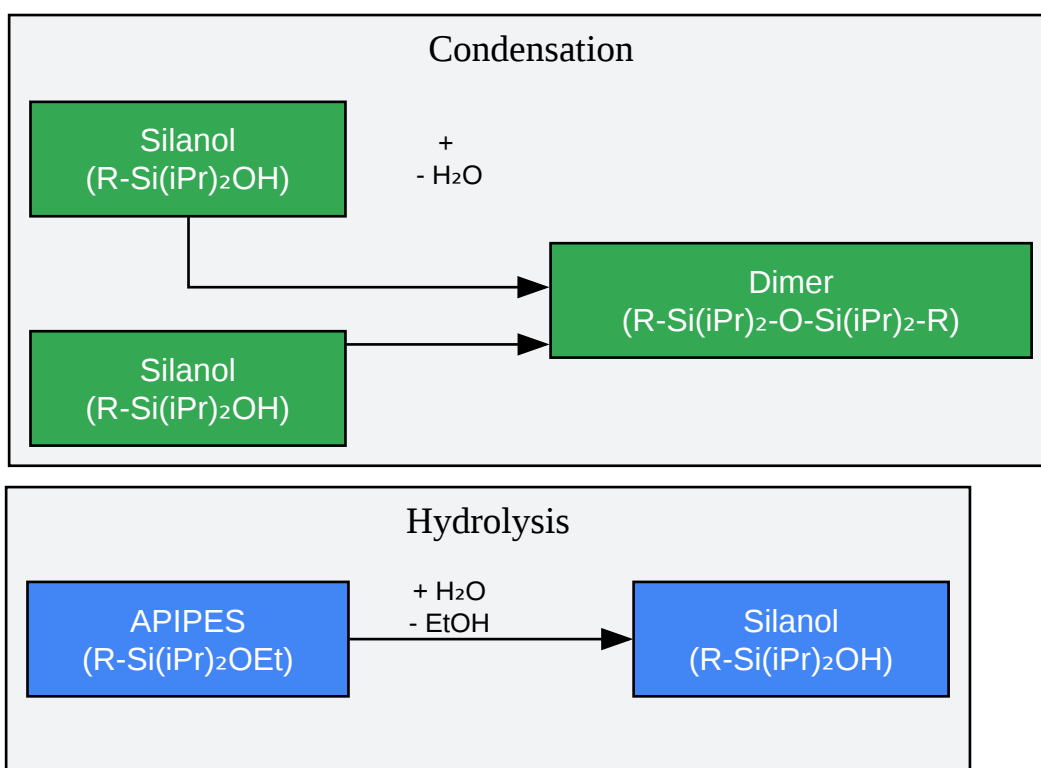 Condensation
Silanol
(R-Si(iPr)₂OH)
+
- H₂O
Dimer
(R-Si(iPr)₂-O-Si(iPr)₂-R)
Silanol
(R-Si(iPr)₂OH)
Hydrolysis
APIPES
(R-Si(iPr)₂OEt)
+ H₂O
- EtOH
Silanol
(R-Si(iPr)₂OH)